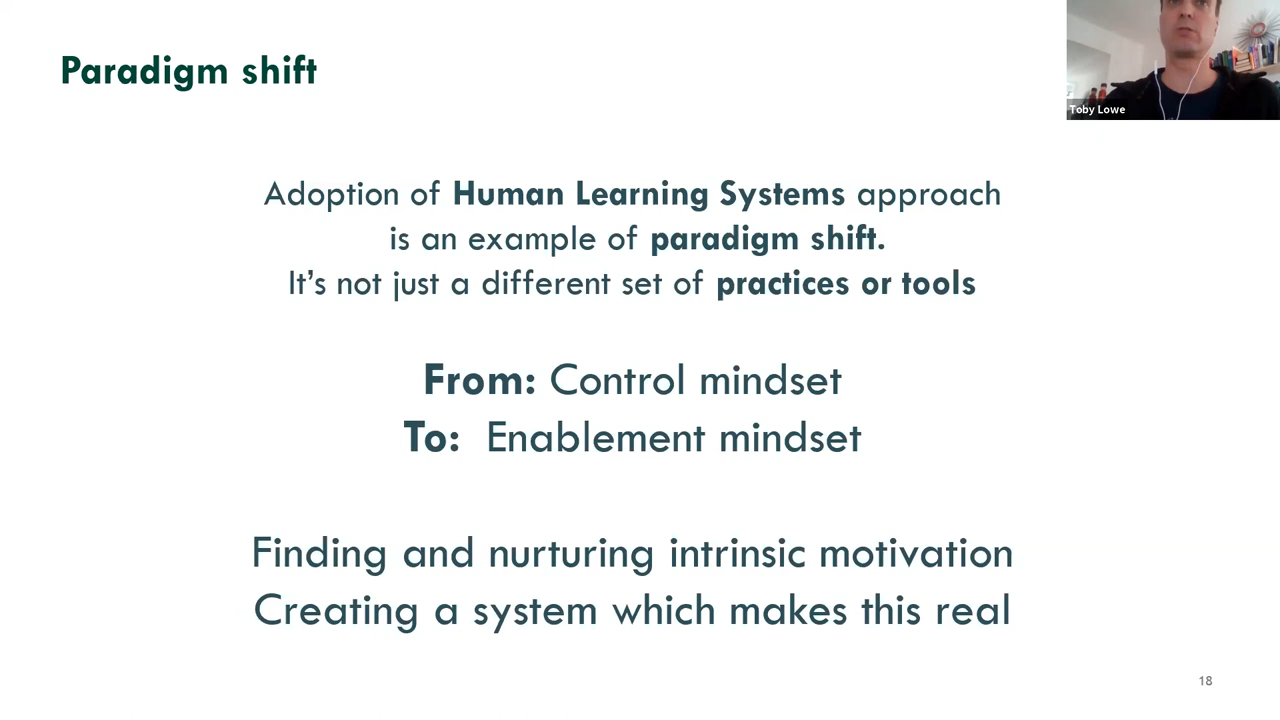 Paradigm shift
Toby Lowe
Adoption of Human Learning Systems approach
is an example of paradigm shift.
It’s not just a different set of practices or tools
From: Control mindset
To: Enablement mindset
Finding and nurturing intrinsic motivation
Creating a system which makes this real
18